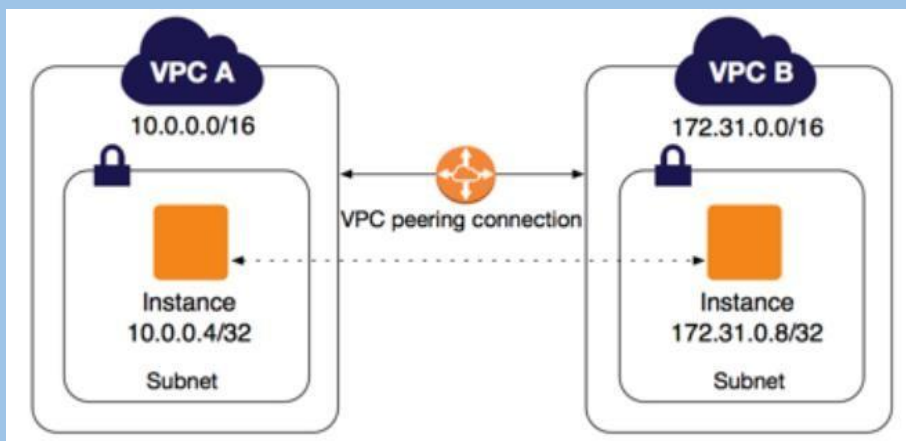 VPC A
10.0.0.0/16
Instance
10.0.0.4/32
Subnet
VPC peering connection
VPC B
172.31.0.0/16
Instance
172.31.0.8/32
Subnet